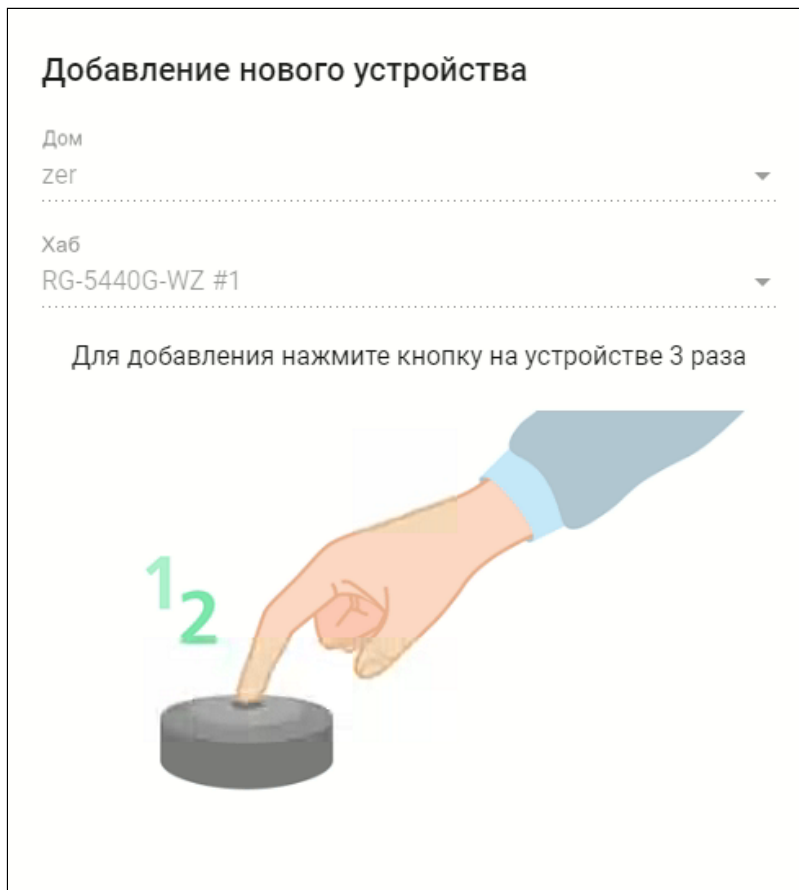 Добавление нового устройства
Дом
zer
Хаб
RG-5440G-WZ #1
Для добавления нажмите кнопку на устройстве 3 раза
1
2